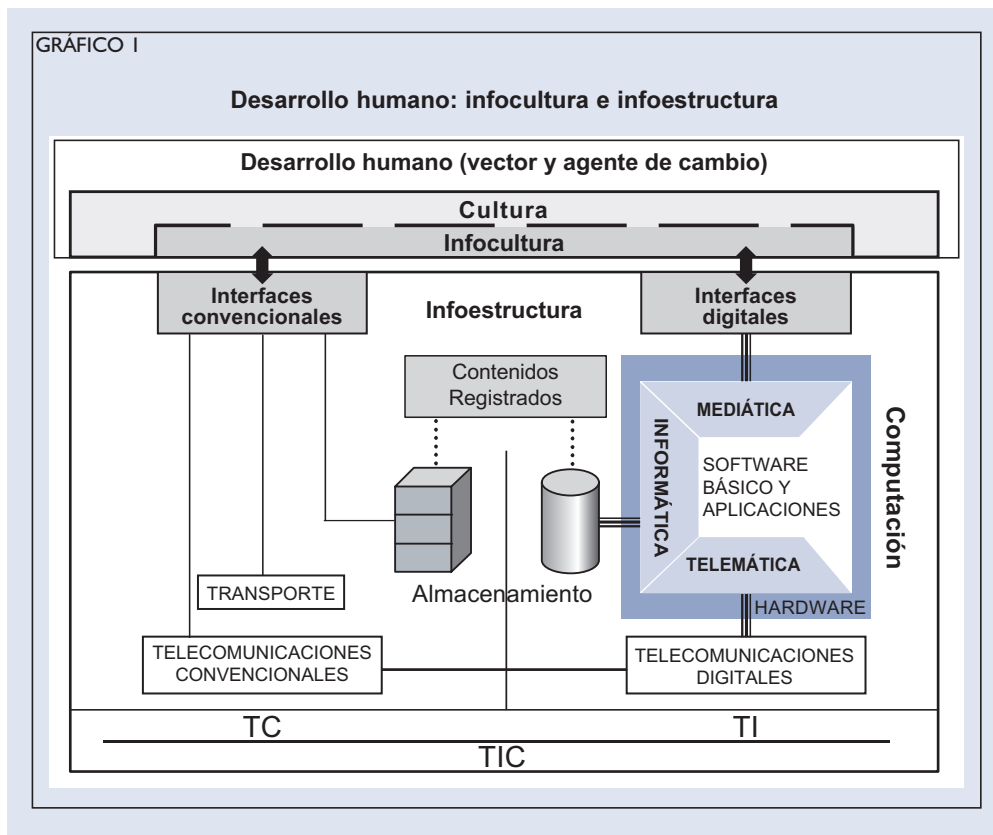 GRÁFICO I
Desarrollo humano: infocultura e infoestructura
Desarrollo humano (vector y agente de cambio)
Cultura
Infocultura
Interfaces
convencionales
Infoestructura
Interfaces
digitales
Contenidos
Registrados
MEDIÁTICA
INFORMÁTICA
SOFTWARE
BÁSICO Y
APLICACIONES
Computación
TELEMÁTICA
HARDWARE
Almacenamiento
TRANSPORTE
TELECOMUNICACIONES
CONVENCIONALES
TELECOMUNICACIONES
DIGITALES
TC
TI
TIC